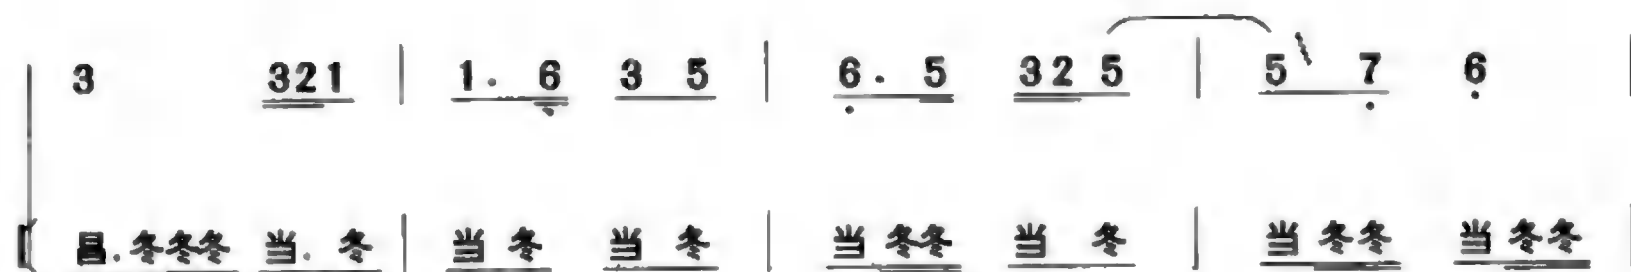 3 321 | 1. 6 3 5 | 6. 5 32 5 | 5 7 6
昌.冬冬冬 当.冬 | 当冬 当冬 | 当冬冬 当冬 | 当冬冬 当冬冬